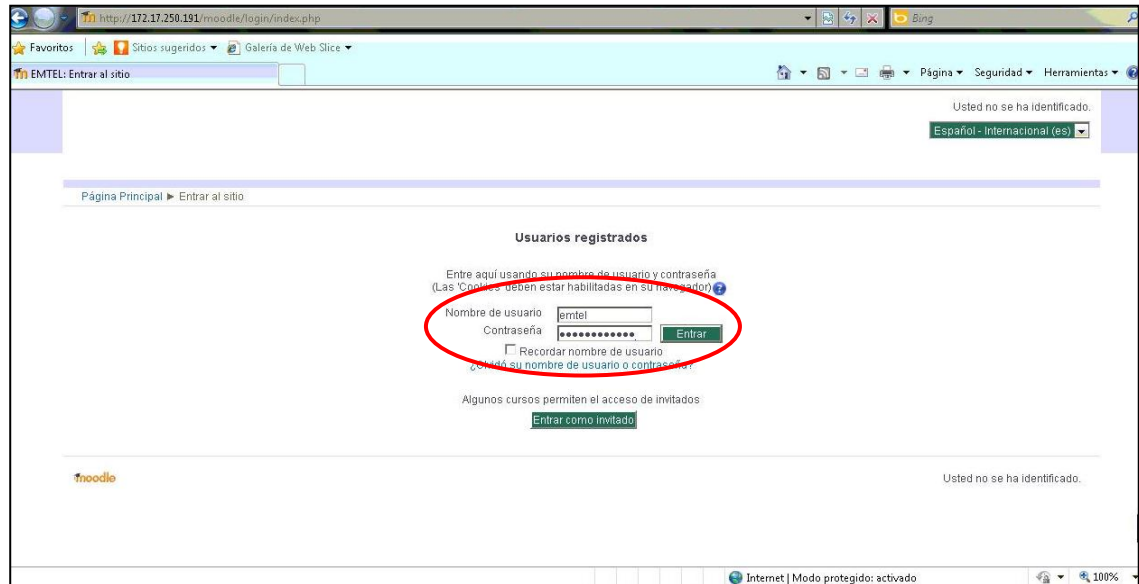 http://172.17.250.191/moodle/login/index.php Bing
Favoritos Sitios sugeridos Galería de Web Slice
EMTEL: Entrar al sitio Página Seguridad Herramientas
Usted no se ha identificado.
Español - Internacional (es)
Página Principal ► Entrar al sitio
Usuarios registrados
Entre aquí usando su nombre de usuario y contraseña
(Las 'Cookies' deben estar habilitadas en su navegador)
Nombre de usuario emtel
Contraseña •••••••••••• Entrar
Recordar nombre de usuario
¿Olvidó su nombre de usuario o contraseña?
Algunos cursos permiten el acceso de invitados
Entrar como invitado
moodle Usted no se ha identificado.
Internet | Modo protegido: activado 100%